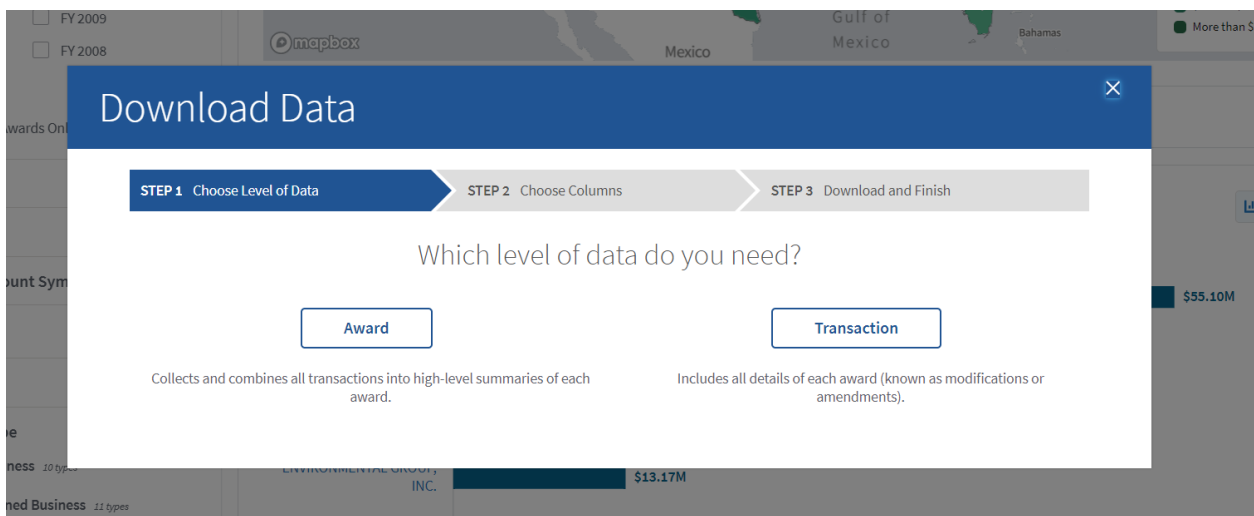 FY 2009
FY 2008
mapbox
Mexico
Gulf of
Mexico
Bahamas
More than $
Download Data
Awards Onl
STEP 1 Choose Level of Data
STEP 2 Choose Columns
STEP 3 Download and Finish
Which level of data do you need?
ount Sym
Award
Transaction
$55.10M
Collects and combines all transactions into high-level summaries of each
award.
Includes all details of each award (known as modifications or
amendments).
pe
ness 10 types
ENVIRONMENTAL GROUP,
INC.
$13.17M
ned Business 11 types